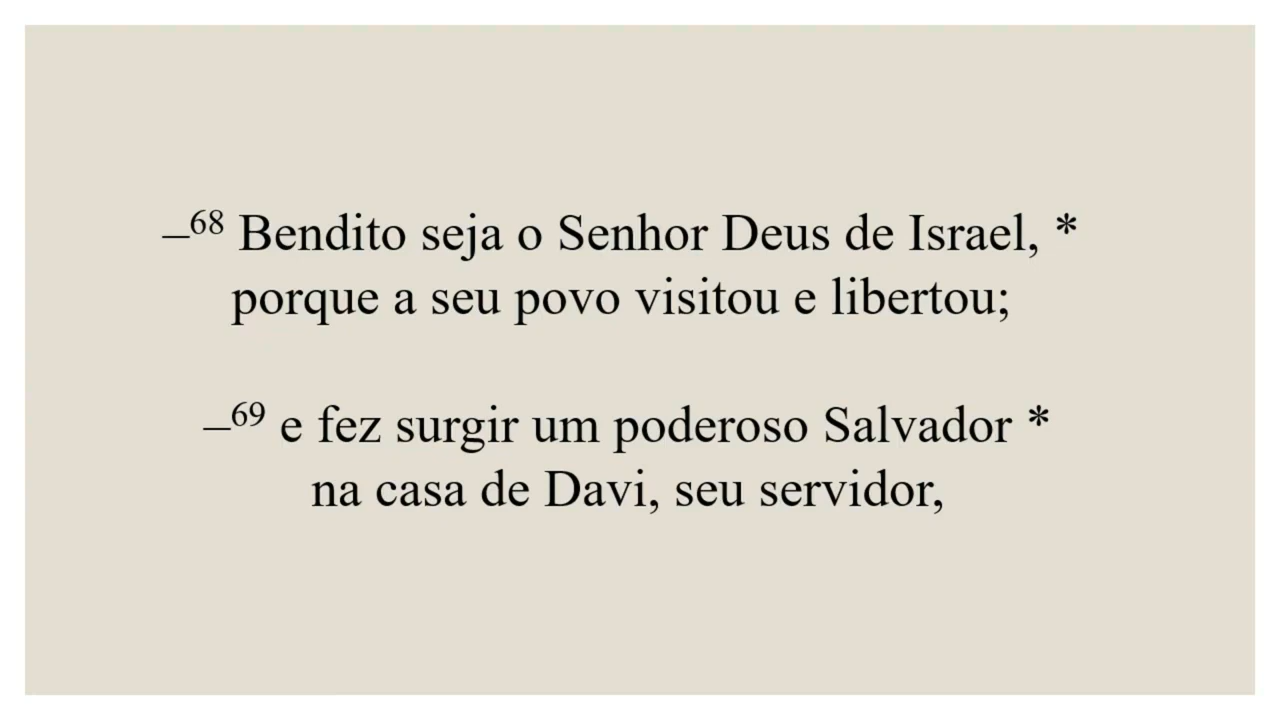 –⁶⁸ Bendito seja o Senhor Deus de Israel, *
porque a seu povo visitou e libertou;
–⁶⁹ e fez surgir um poderoso Salvador *
na casa de Davi, seu servidor,